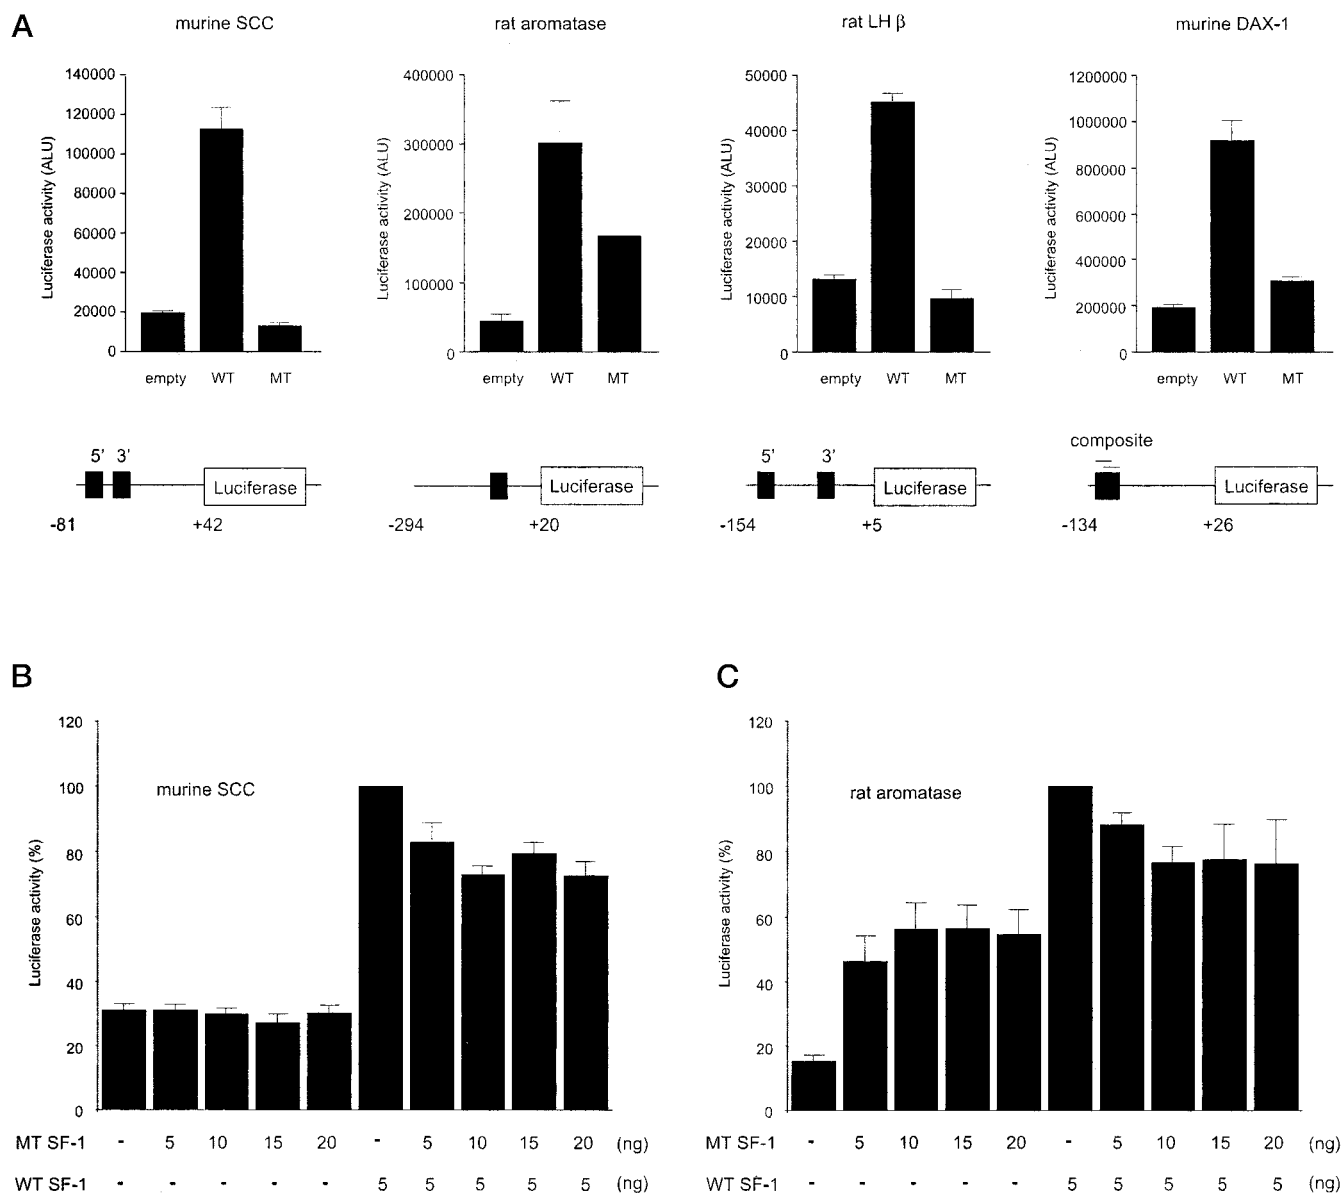 A
murine SCC
rat aromatase
rat LH β
murine DAX-1
Luciferase activity (ALU)
140000
120000
100000
80000
60000
40000
20000
0
empty WT MT
Luciferase activity (ALU)
400000
300000
200000
100000
0
empty WT MT
Luciferase activity (ALU)
50000
40000
30000
20000
10000
0
empty WT MT
Luciferase activity (ALU)
1200000
1000000
800000
600000
400000
200000
0
empty WT MT
5' 3'
Luciferase
-81 +42
Luciferase
-294 +20
5' 3'
Luciferase
-154 +5
composite
Luciferase
-134 +26
B
murine SCC
Luciferase activity (%)
120
100
80
60
40
20
0
MT SF-1 - 5 10 15 20 - 5 10 15 20 (ng)
WT SF-1 - - - - - 5 5 5 5 5 (ng)
C
rat aromatase
Luciferase activity (%)
120
100
80
60
40
20
0
MT SF-1 - 5 10 15 20 - 5 10 15 20 (ng)
WT SF-1 - - - - - 5 5 5 5 5 (ng)